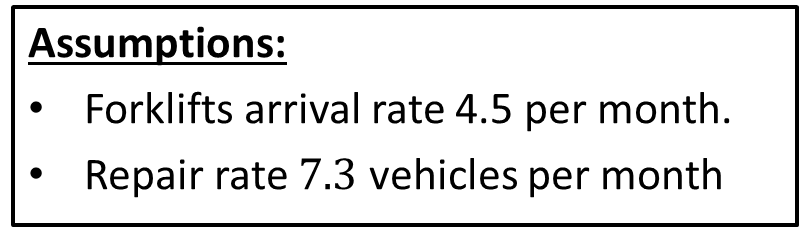 Assumptions:
• Forklifts arrival rate 4.5 per month.
• Repair rate 7.3 vehicles per month